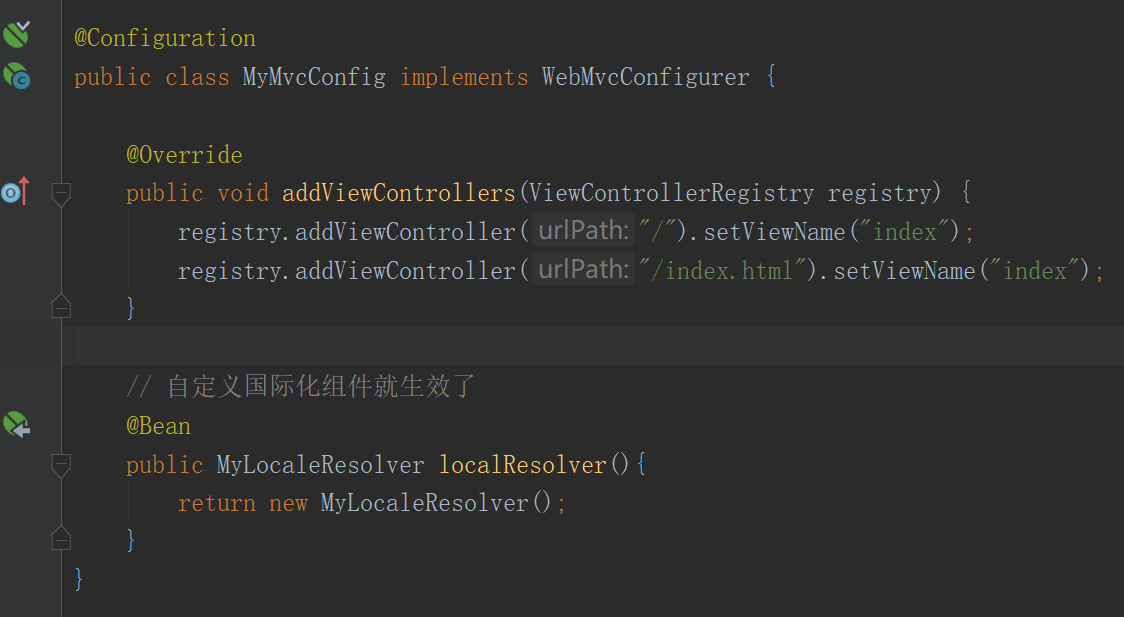 @Configuration
public class MyMvcConfig implements WebMvcConfigurer {
@Override
public void addViewControllers(ViewControllerRegistry registry) {
registry.addViewController( urlPath: "/").setViewName("index");
registry.addViewController( urlPath: "/index.html").setViewName("index");
}
// 自定义国际化组件就生效了
@Bean
public MyLocaleResolver localResolver(){
return new MyLocaleResolver();
}
}